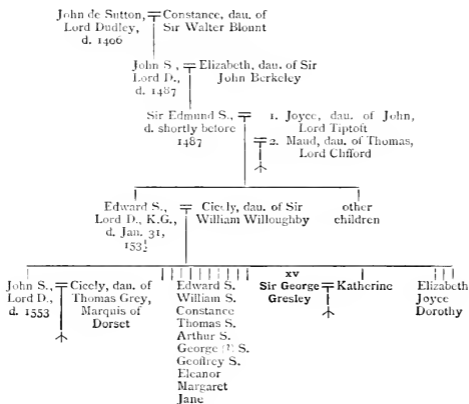 John de Sutton, Constance, dau. of
Lord Dudley, Sir Walter Blount
d. 1406
John S., Elizabeth, dau. of Sir
Lord D., John Berkeley
d. 1487
Sir Edmund S., 1. Joyce, dau. of John,
d. shortly before Lord Tiptoft
1487 2. Maud, dau. of Thomas,
Lord Clifford
Edward S., Cicely, dau. of Sir other
Lord D., K.G., William Willoughby children
d. Jan. 31,
John S., Cicely, dau. of Edward S. xv Elizabeth
Lord D., Thomas Grey, William S. Sir George Katherine Joyce
d. 1553 Marquis of Constance Gresley Dorothy
Dorset Thomas S.
Arthur S.
George (?) S.
Geoffrey S.
Eleanor
Margaret
Jane